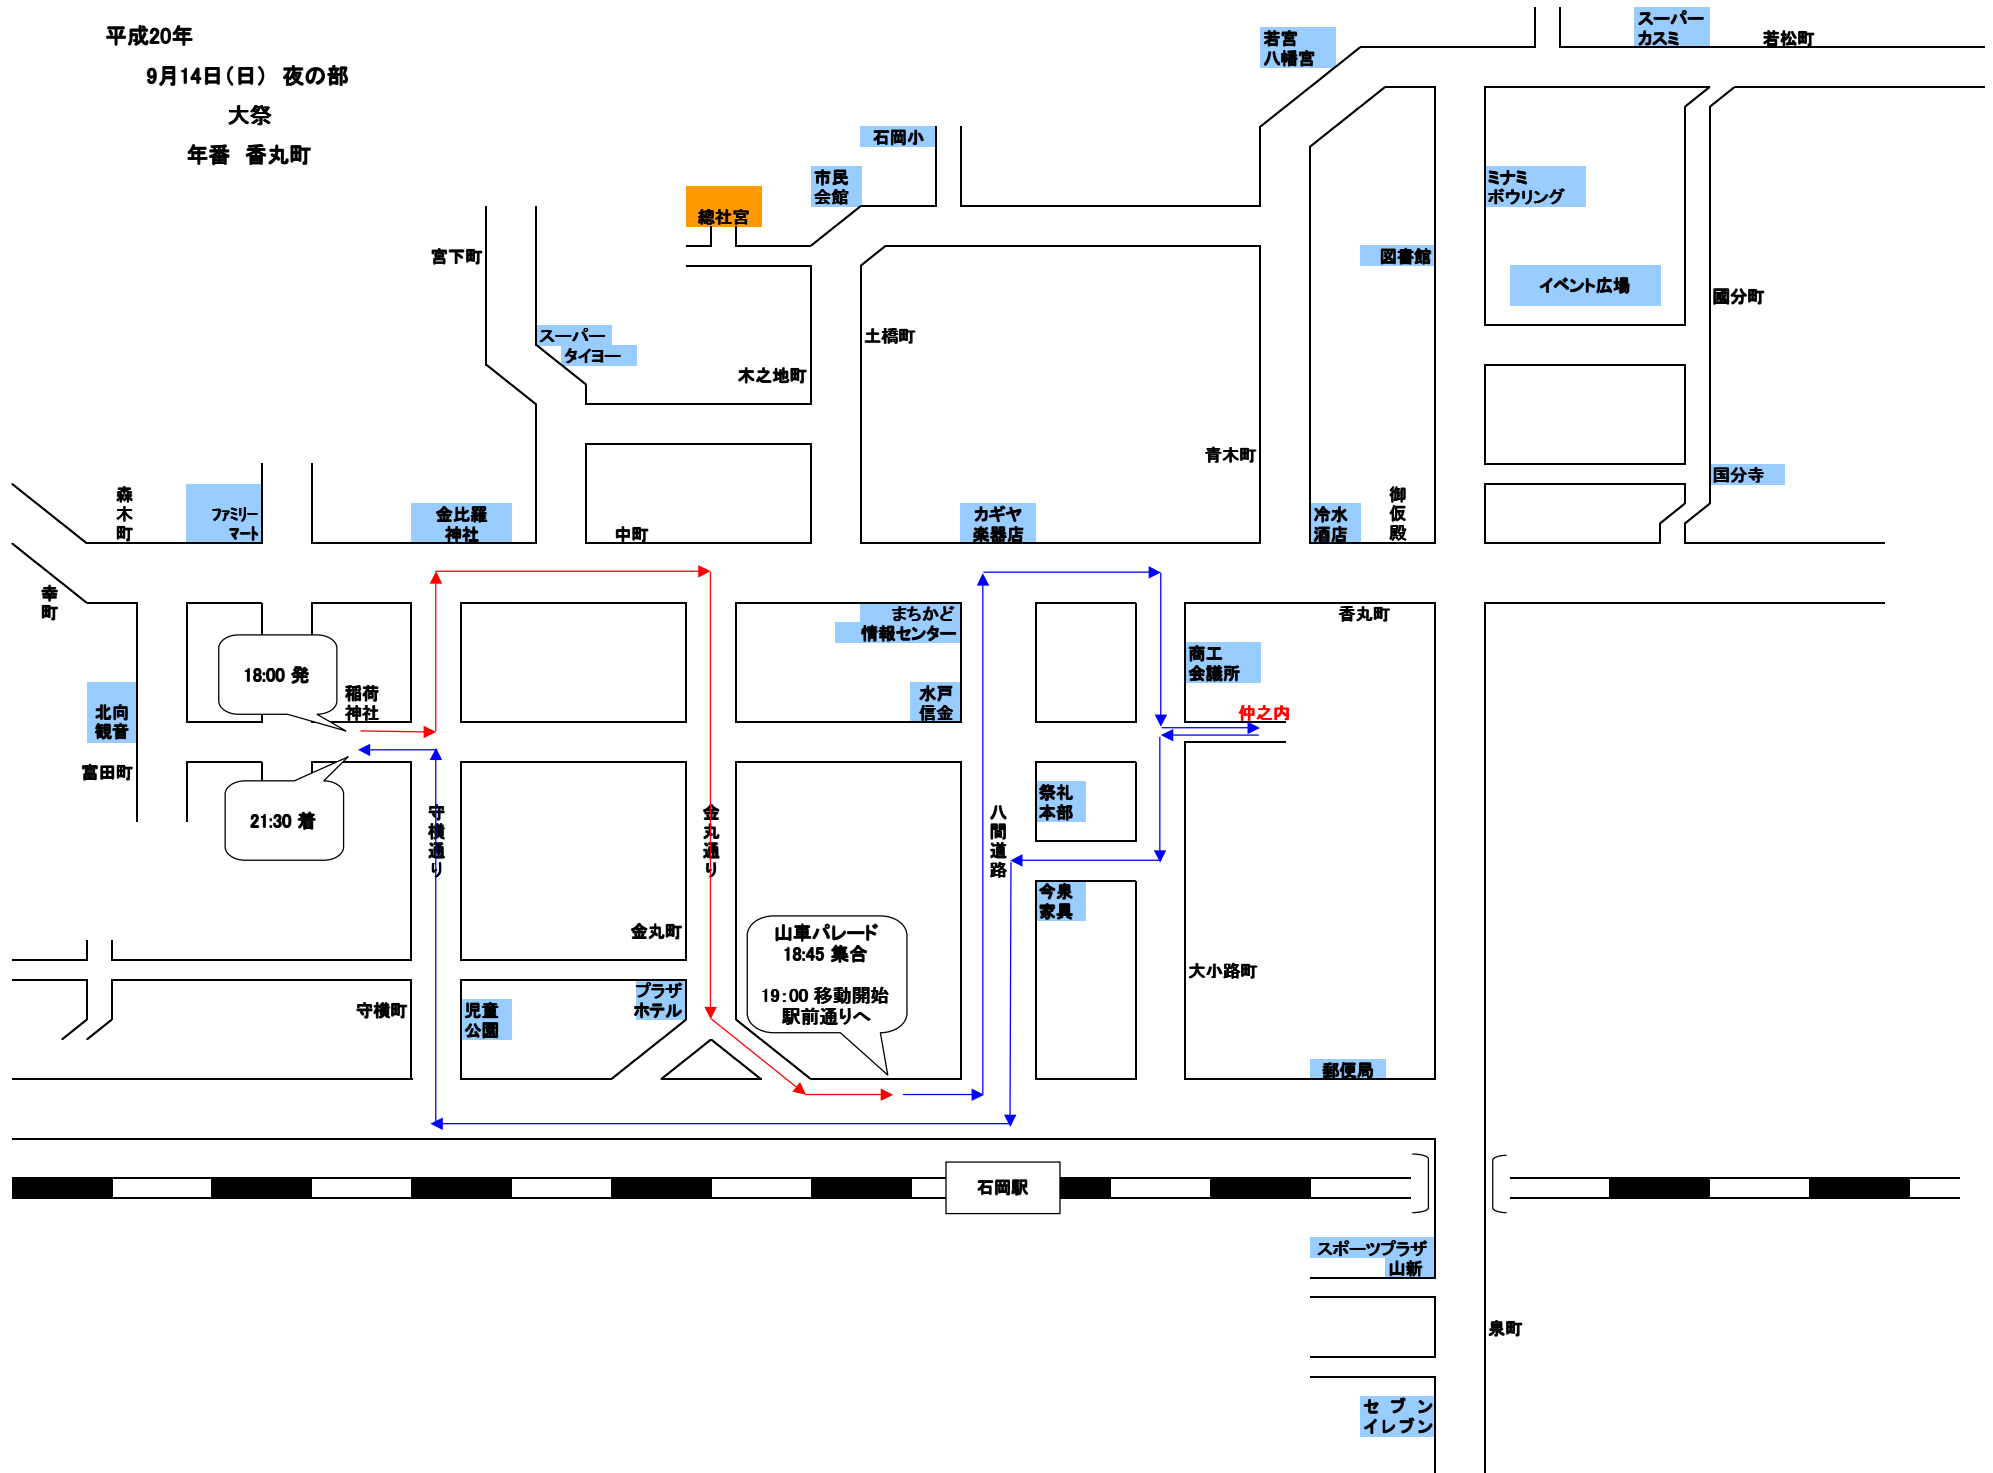 平成20年
9月14日(日) 夜の部
大祭
年番 香丸町
スーパー
カスミ
若松町
若宮
八幡宮
石岡小
市民
会館
總社宮
ミナミ
ボウリング
宮下町
図書館
イベント広場
國分町
スーパー
タイヨー
土橋町
木之地町
青木町
国分寺
森木町
ファミリー
マート
金比羅
神社
中町
カギヤ
楽器店
冷水
酒店
御仮殿
幸町
まちかど
情報センター
香丸町
18:00 発
稲荷
神社
水戸
信金
商工
会議所
仲之内
北向
観音
富田町
21:30 着
守横通り
金丸通り
八間道路
祭礼
本部
今泉
家具
金丸町
山車パレード
18:45 集合
19:00 移動開始
駅前通りへ
大小路町
守横町
児童
公園
プラザ
ホテル
郵便局
石岡駅
スポーツプラザ
山新
泉町
セブン
イレブン